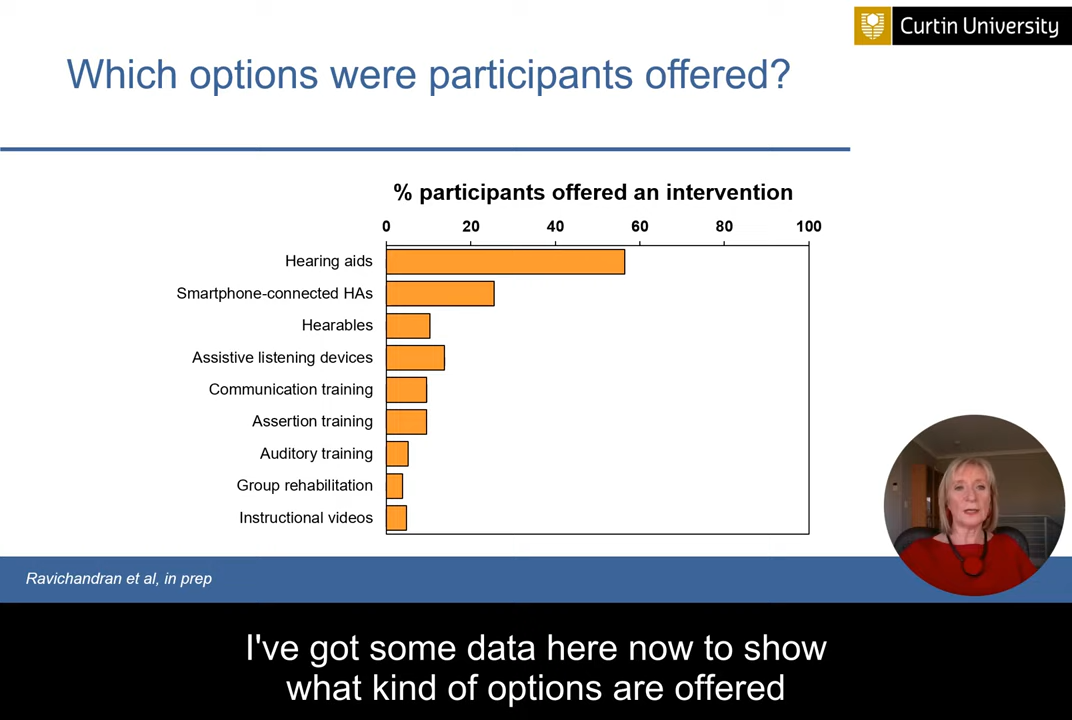 Curtin University
Which options were participants offered?
% participants offered an intervention
0 20 40 60 80 100
Hearing aids
Smartphone-connected HAs
Hearables
Assistive listening devices
Communication training
Assertion training
Auditory training
Group rehabilitation
Instructional videos
Ravichandran et al, in prep
I've got some data here now to show
what kind of options are offered